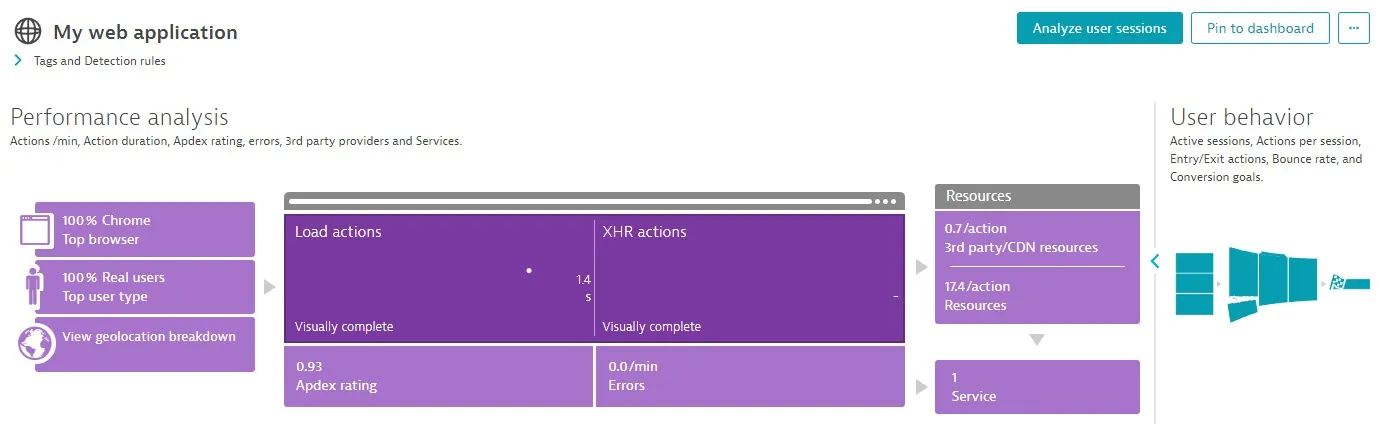 My web application
Analyze user sessions
Pin to dashboard
...
Tags and Detection rules
Performance analysis
Actions /min, Action duration, Apdex rating, errors, 3rd party providers and Services.
User behavior
Active sessions, Actions per session,
Entry/Exit actions, Bounce rate, and
Conversion goals.
100 % Chrome
Top browser
100 % Real users
Top user type
View geolocation breakdown
Load actions
1.4
s
Visually complete
XHR actions
-
Visually complete
0.93
Apdex rating
0.0 /min
Errors
Resources
0.7 /action
3rd party/CDN resources
17.4 /action
Resources
1
Service